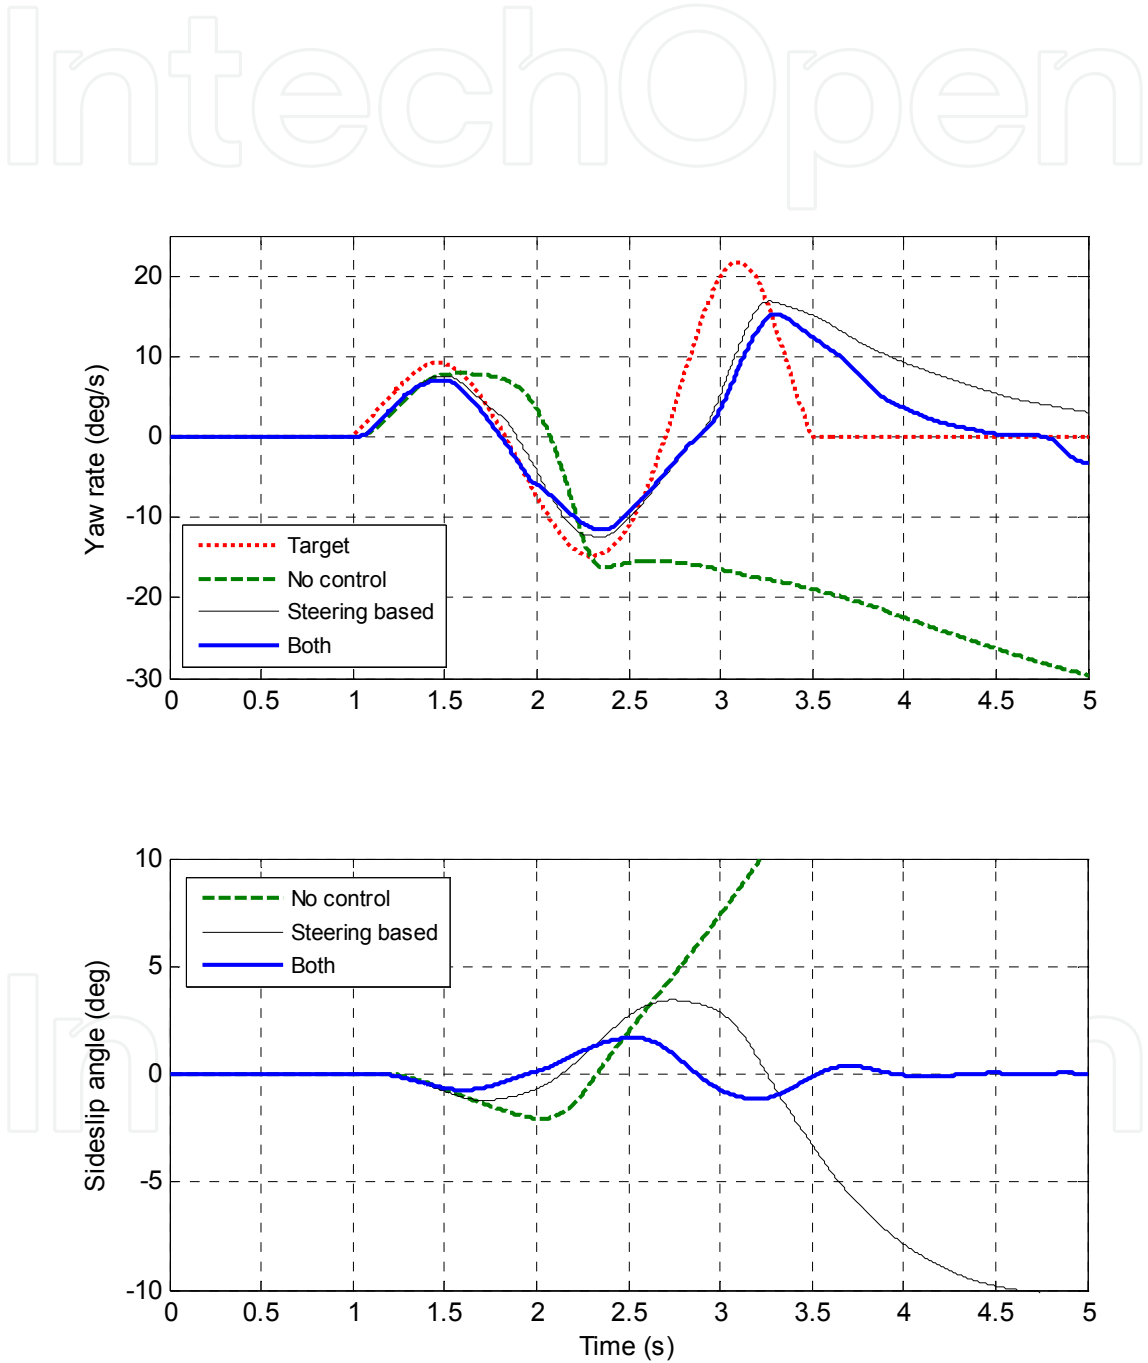 IntechOpen
20
10
0
-10
-20
-30
Yaw rate (deg/s)
Target
No control
Steering based
Both
0 0.5 1 1.5 2 2.5 3 3.5 4 4.5 5
10
5
0
-5
-10
Sideslip angle (deg)
No control
Steering based
Both
0 0.5 1 1.5 2 2.5 3 3.5 4 4.5 5
Time (s)